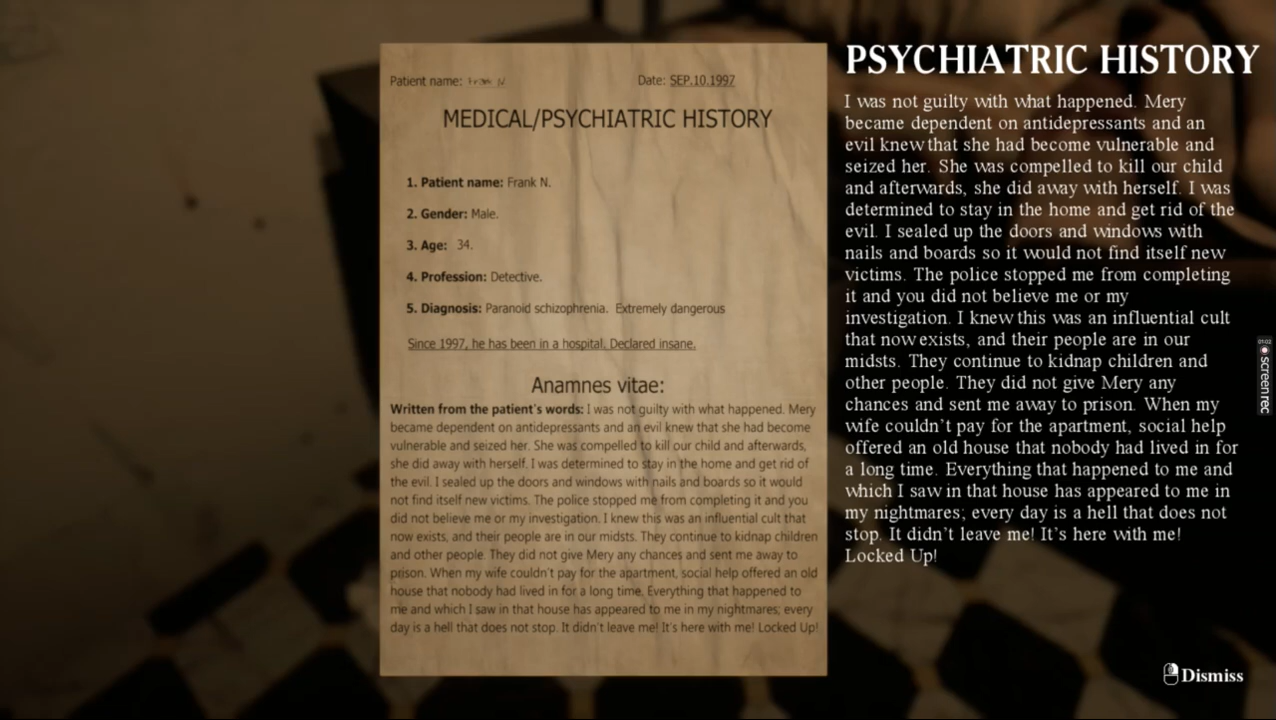 Patient name: Frank N
Date: SEP.10.1997
MEDICAL/PSYCHIATRIC HISTORY
1. Patient name: Frank N.
2. Gender: Male.
3. Age: 34.
4. Profession: Detective.
5. Diagnosis: Paranoid schizophrenia. Extremely dangerous
Since 1997, he has been in a hospital. Declared insane.
Anamnes vitae:
Written from the patient's words: I was not guilty with what happened. Mery
became dependent on antidepressants and an evil knew that she had become
vulnerable and seized her. She was compelled to kill our child and afterwards,
she did away with herself. I was determined to stay in the home and get rid of
the evil. I sealed up the doors and windows with nails and boards so it would
not find itself new victims. The police stopped me from completing it and you
did not believe me or my investigation. I knew this was an influential cult that
now exists, and their people are in our midsts. They continue to kidnap children
and other people. They did not give Mery any chances and sent me away to
prison. When my wife couldn't pay for the apartment, social help offered an old
house that nobody had lived in for a long time. Everything that happened to
me and which I saw in that house has appeared to me in my nightmares; every
day is a hell that does not stop. It didn't leave me! It's here with me! Locked Up!
PSYCHIATRIC HISTORY
I was not guilty with what happened. Mery
became dependent on antidepressants and an
evil knew that she had become vulnerable and
seized her. She was compelled to kill our child
and afterwards, she did away with herself. I was
determined to stay in the home and get rid of the
evil. I sealed up the doors and windows with
nails and boards so it would not find itself new
victims. The police stopped me from completing
it and you did not believe me or my
investigation. I knew this was an influential cult
that now exists, and their people are in our
midsts. They continue to kidnap children and
other people. They did not give Mery any
chances and sent me away to prison. When my
wife couldn't pay for the apartment, social help
offered an old house that nobody had lived in for
a long time. Everything that happened to me and
which I saw in that house has appeared to me in
my nightmares; every day is a hell that does not
stop. It didn't leave me! It's here with me!
Locked Up!
01:02
screen rec
Dismiss